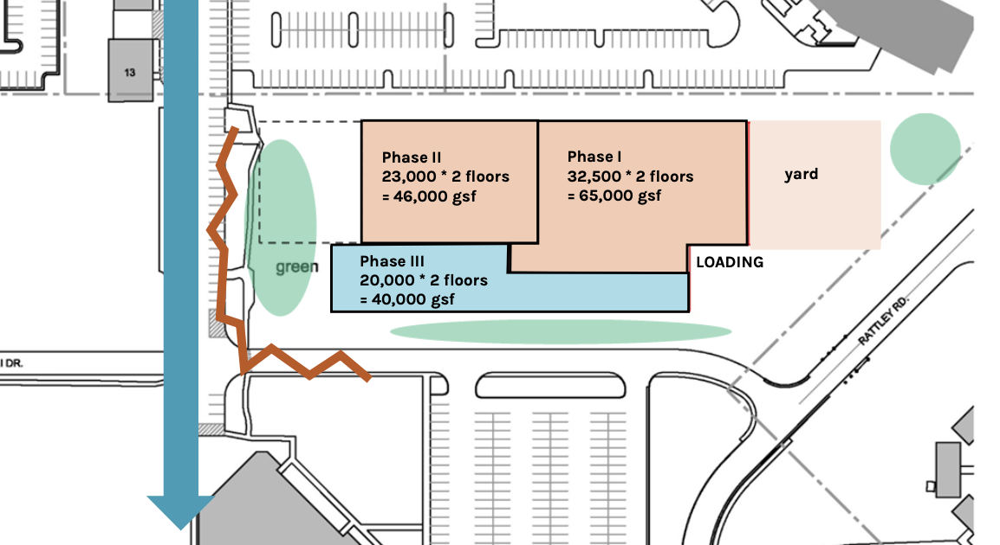 13
Phase II
23,000 * 2 floors
= 46,000 gsf
Phase I
32,500 * 2 floors
= 65,000 gsf
yard
green
Phase III
20,000 * 2 floors
= 40,000 gsf
LOADING
RATTLEY RD.
I DR.